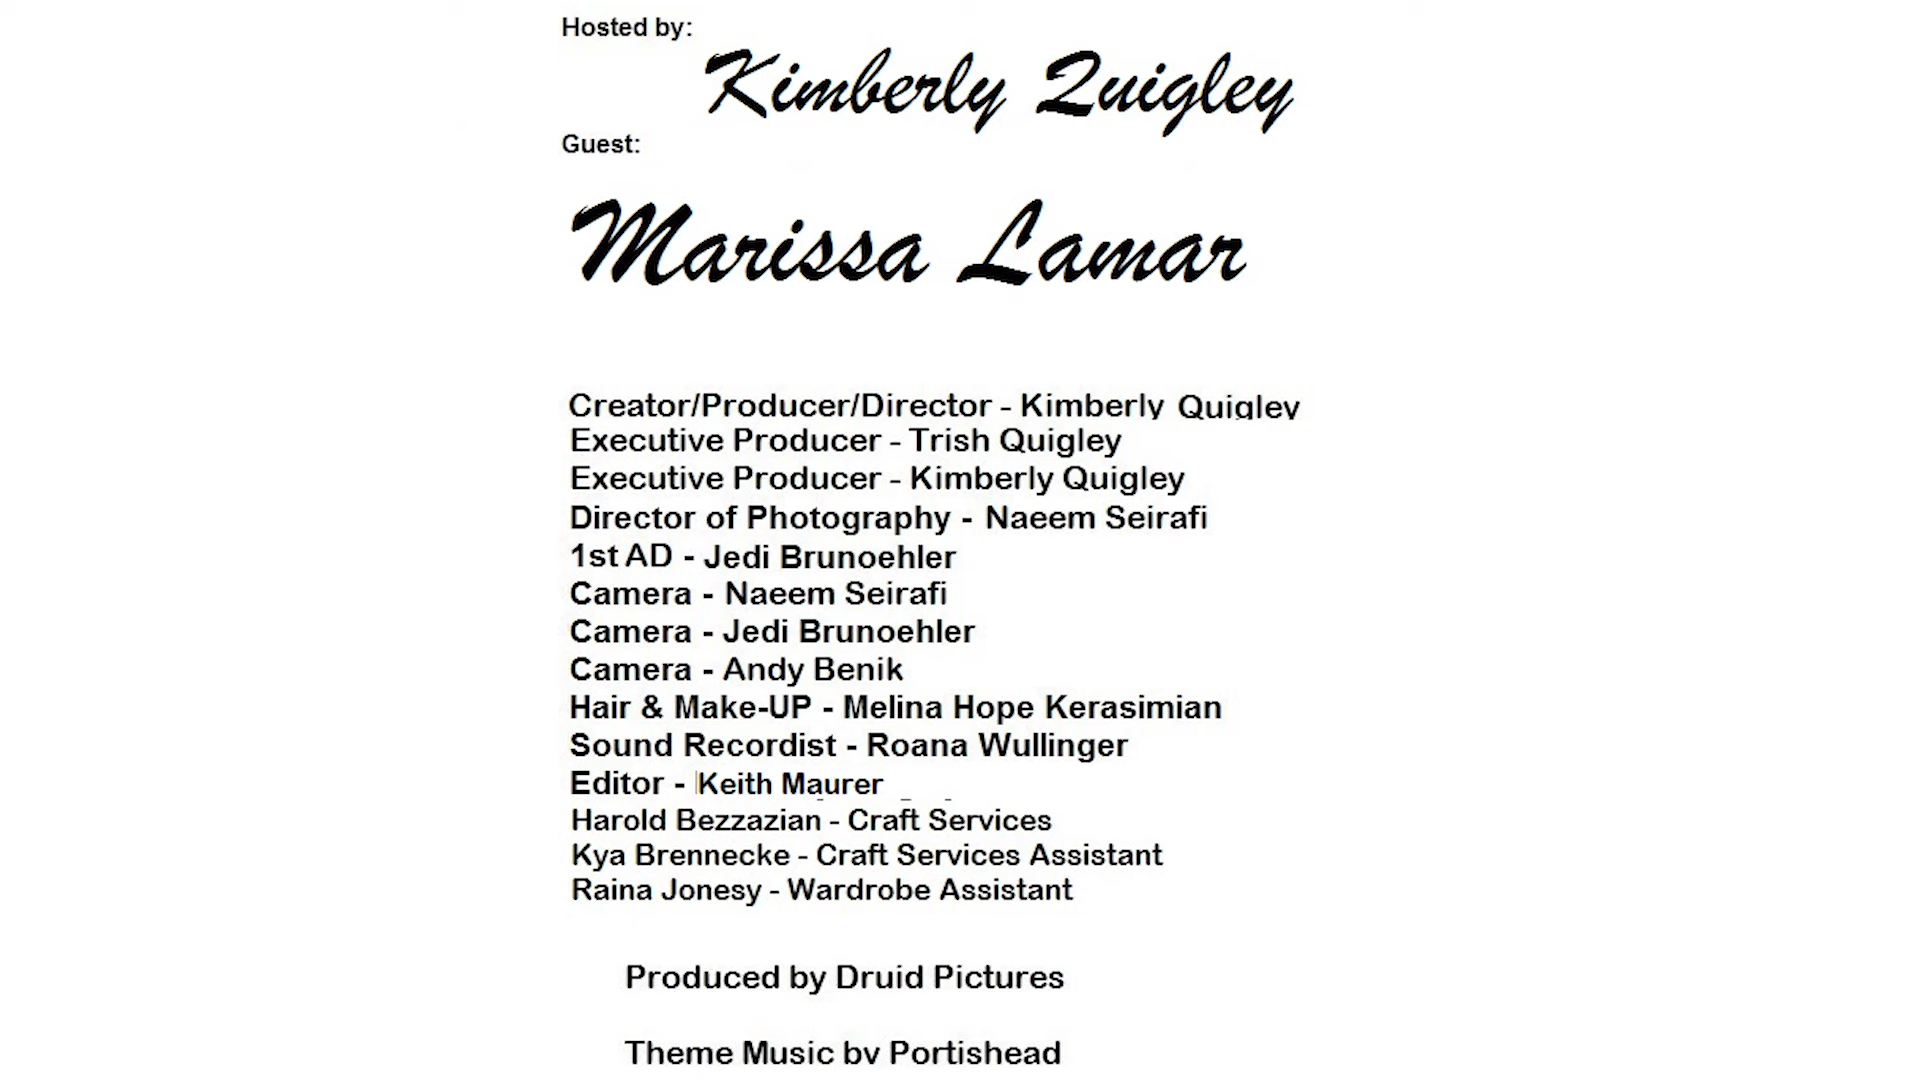 Hosted by:
Kimberly Quigley
Guest:
Marissa Lamar
Creator/Producer/Director - Kimberly Quigley
Executive Producer - Trish Quigley
Executive Producer - Kimberly Quigley
Director of Photography - Naeem Seirafi
1st AD - Jedi Brunoehler
Camera - Naeem Seirafi
Camera - Jedi Brunoehler
Camera - Andy Benik
Hair & Make-UP - Melina Hope Kerasimian
Sound Recordist - Roana Wullinger
Editor - Keith Maurer
Harold Bezzazian - Craft Services
Kya Brennecke - Craft Services Assistant
Raina Jonesy - Wardrobe Assistant
Produced by Druid Pictures
Theme Music by Portishead